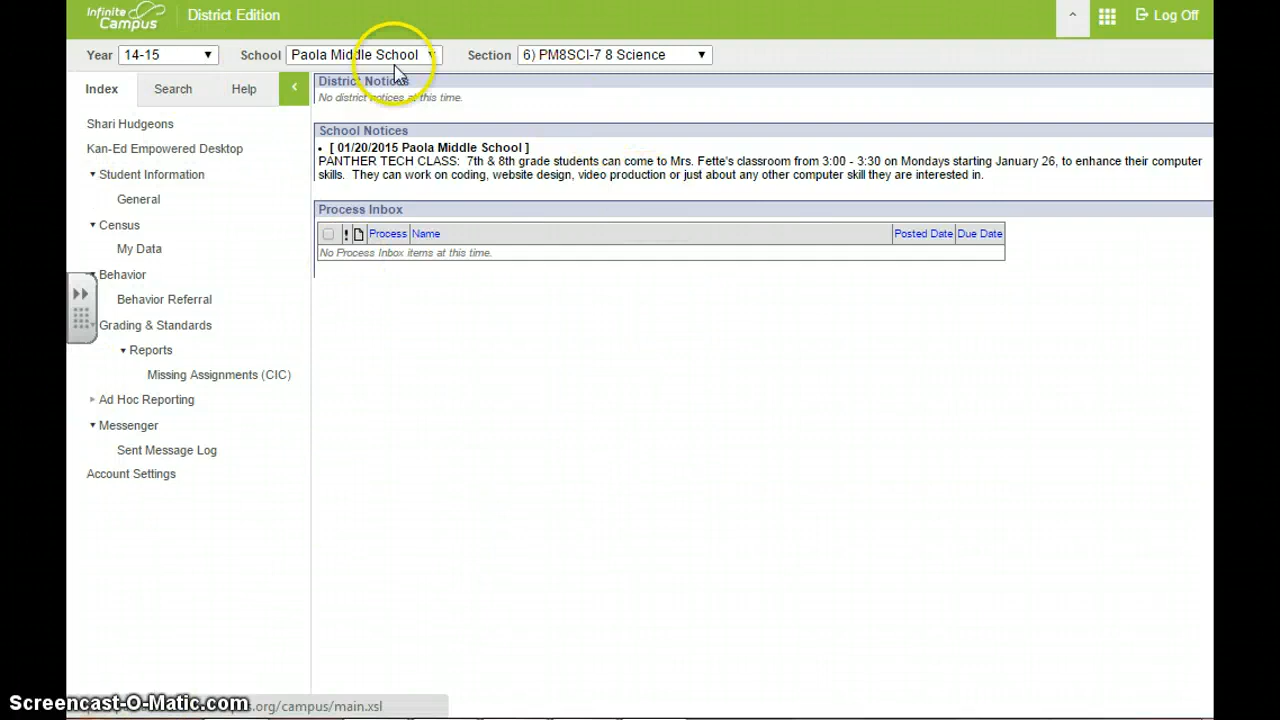 Infinite Campus District Edition Log Off
Year 14-15 School Paola Middle School Section 6) PM8SCI-7 8 Science
Index Search Help
District Notices
No district notices at this time.
Shari Hudgeons
School Notices
Kan-Ed Empowered Desktop
• [ 01/20/2015 Paola Middle School ]
PANTHER TECH CLASS: 7th & 8th grade students can come to Mrs. Fette's classroom from 3:00 - 3:30 on Mondays starting January 26, to enhance their computer
skills. They can work on coding, website design, video production or just about any other computer skill they are interested in.
Student Information
General
Process Inbox
Census
! Process Name Posted Date Due Date
My Data
No Process Inbox items at this time.
Behavior
Behavior Referral
Grading & Standards
Reports
Missing Assignments (CIC)
Ad Hoc Reporting
Messenger
Sent Message Log
Account Settings
Screencast-O-Matic.com
.org/campus/main.xsl